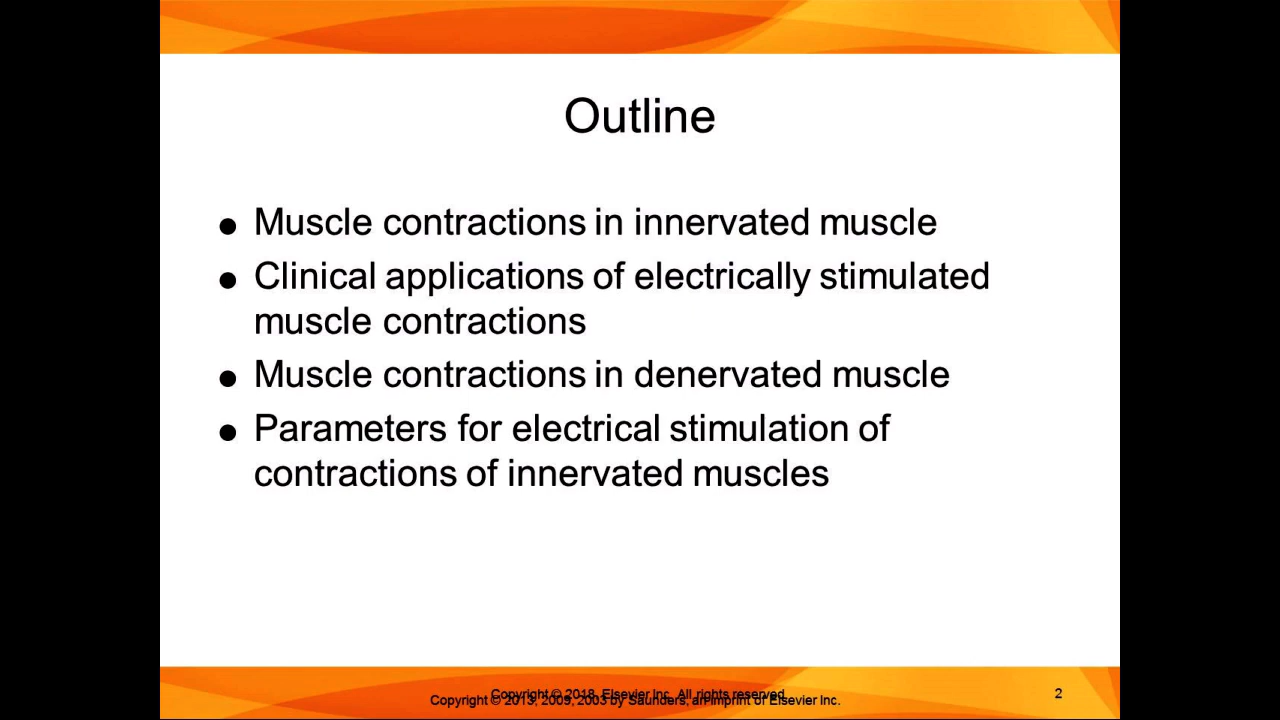 Outline
● Muscle contractions in innervated muscle
● Clinical applications of electrically stimulated
muscle contractions
● Muscle contractions in denervated muscle
● Parameters for electrical stimulation of
contractions of innervated muscles
Copyright © 2018, Elsevier Inc. All rights reserved.
Copyright © 2013, 2009, 2003 by Saunders, an imprint of Elsevier Inc.
2